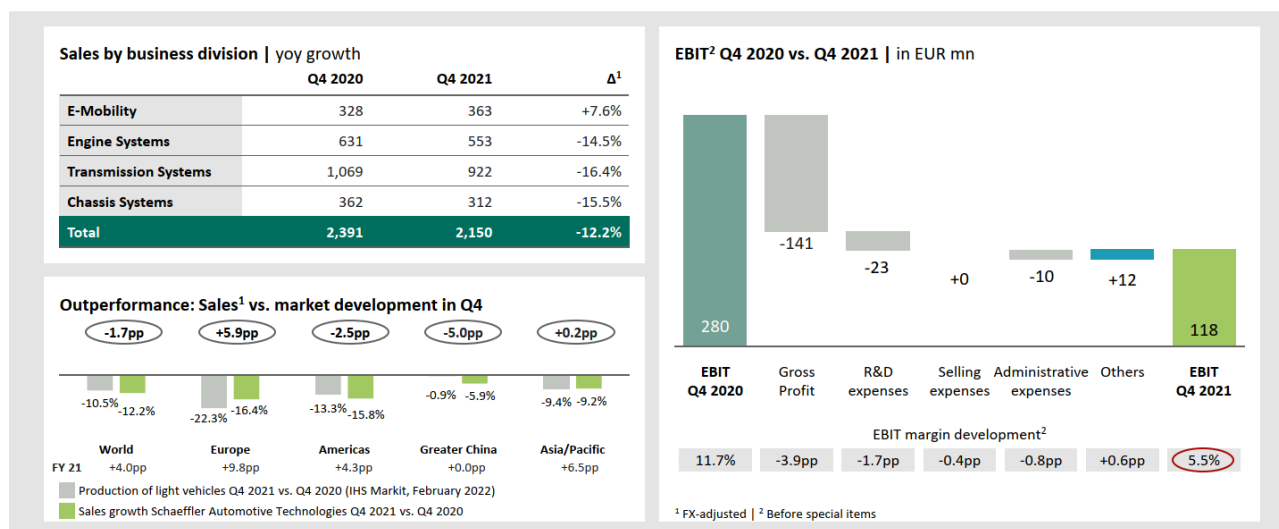 Sales by business division | yoy growth
Q4 2020 Q4 2021 Δ¹
E-Mobility 328 363 +7.6%
Engine Systems 631 553 -14.5%
Transmission Systems 1,069 922 -16.4%
Chassis Systems 362 312 -15.5%
Total 2,391 2,150 -12.2%
Outperformance: Sales¹ vs. market development in Q4
-1.7pp +5.9pp -2.5pp -5.0pp +0.2pp
-10.5% -12.2% -22.3% -16.4% -13.3% -15.8% -0.9% -5.9% -9.4% -9.2%
World Europe Americas Greater China Asia/Pacific
FY 21 +4.0pp +9.8pp +4.3pp +0.0pp +6.5pp
Production of light vehicles Q4 2021 vs. Q4 2020 (IHS Markit, February 2022)
Sales growth Schaeffler Automotive Technologies Q4 2021 vs. Q4 2020
EBIT² Q4 2020 vs. Q4 2021 | in EUR mn
280 -141 -23 +0 -10 +12 118
EBIT Gross R&D Selling Administrative Others EBIT
Q4 2020 Profit expenses expenses expenses Q4 2021
EBIT margin development²
11.7% -3.9pp -1.7pp -0.4pp -0.8pp +0.6pp 5.5%
¹ FX-adjusted | ² Before special items